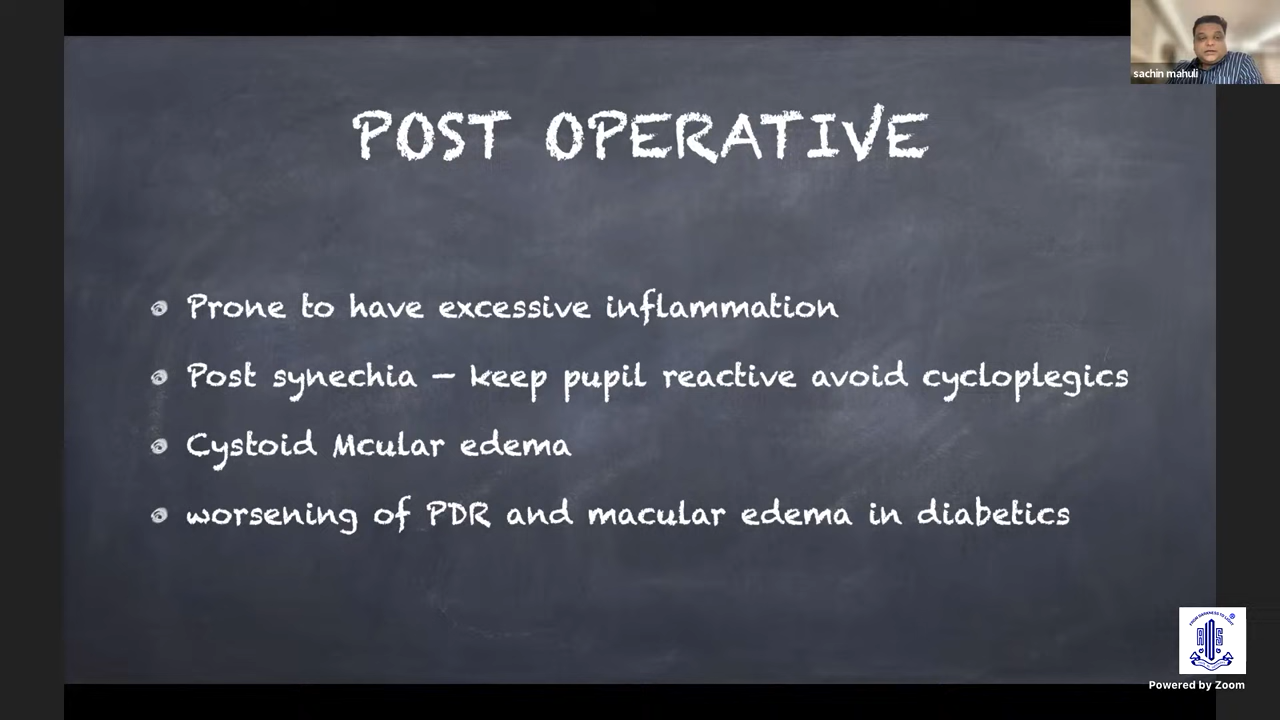 sachin mahuli
POST OPERATIVE
Prone to have excessive inflammation
Post synechia – keep pupil reactive avoid cycloplegics
Cystoid Mcular edema
worsening of PDR and macular edema in diabetics
Powered by Zoom